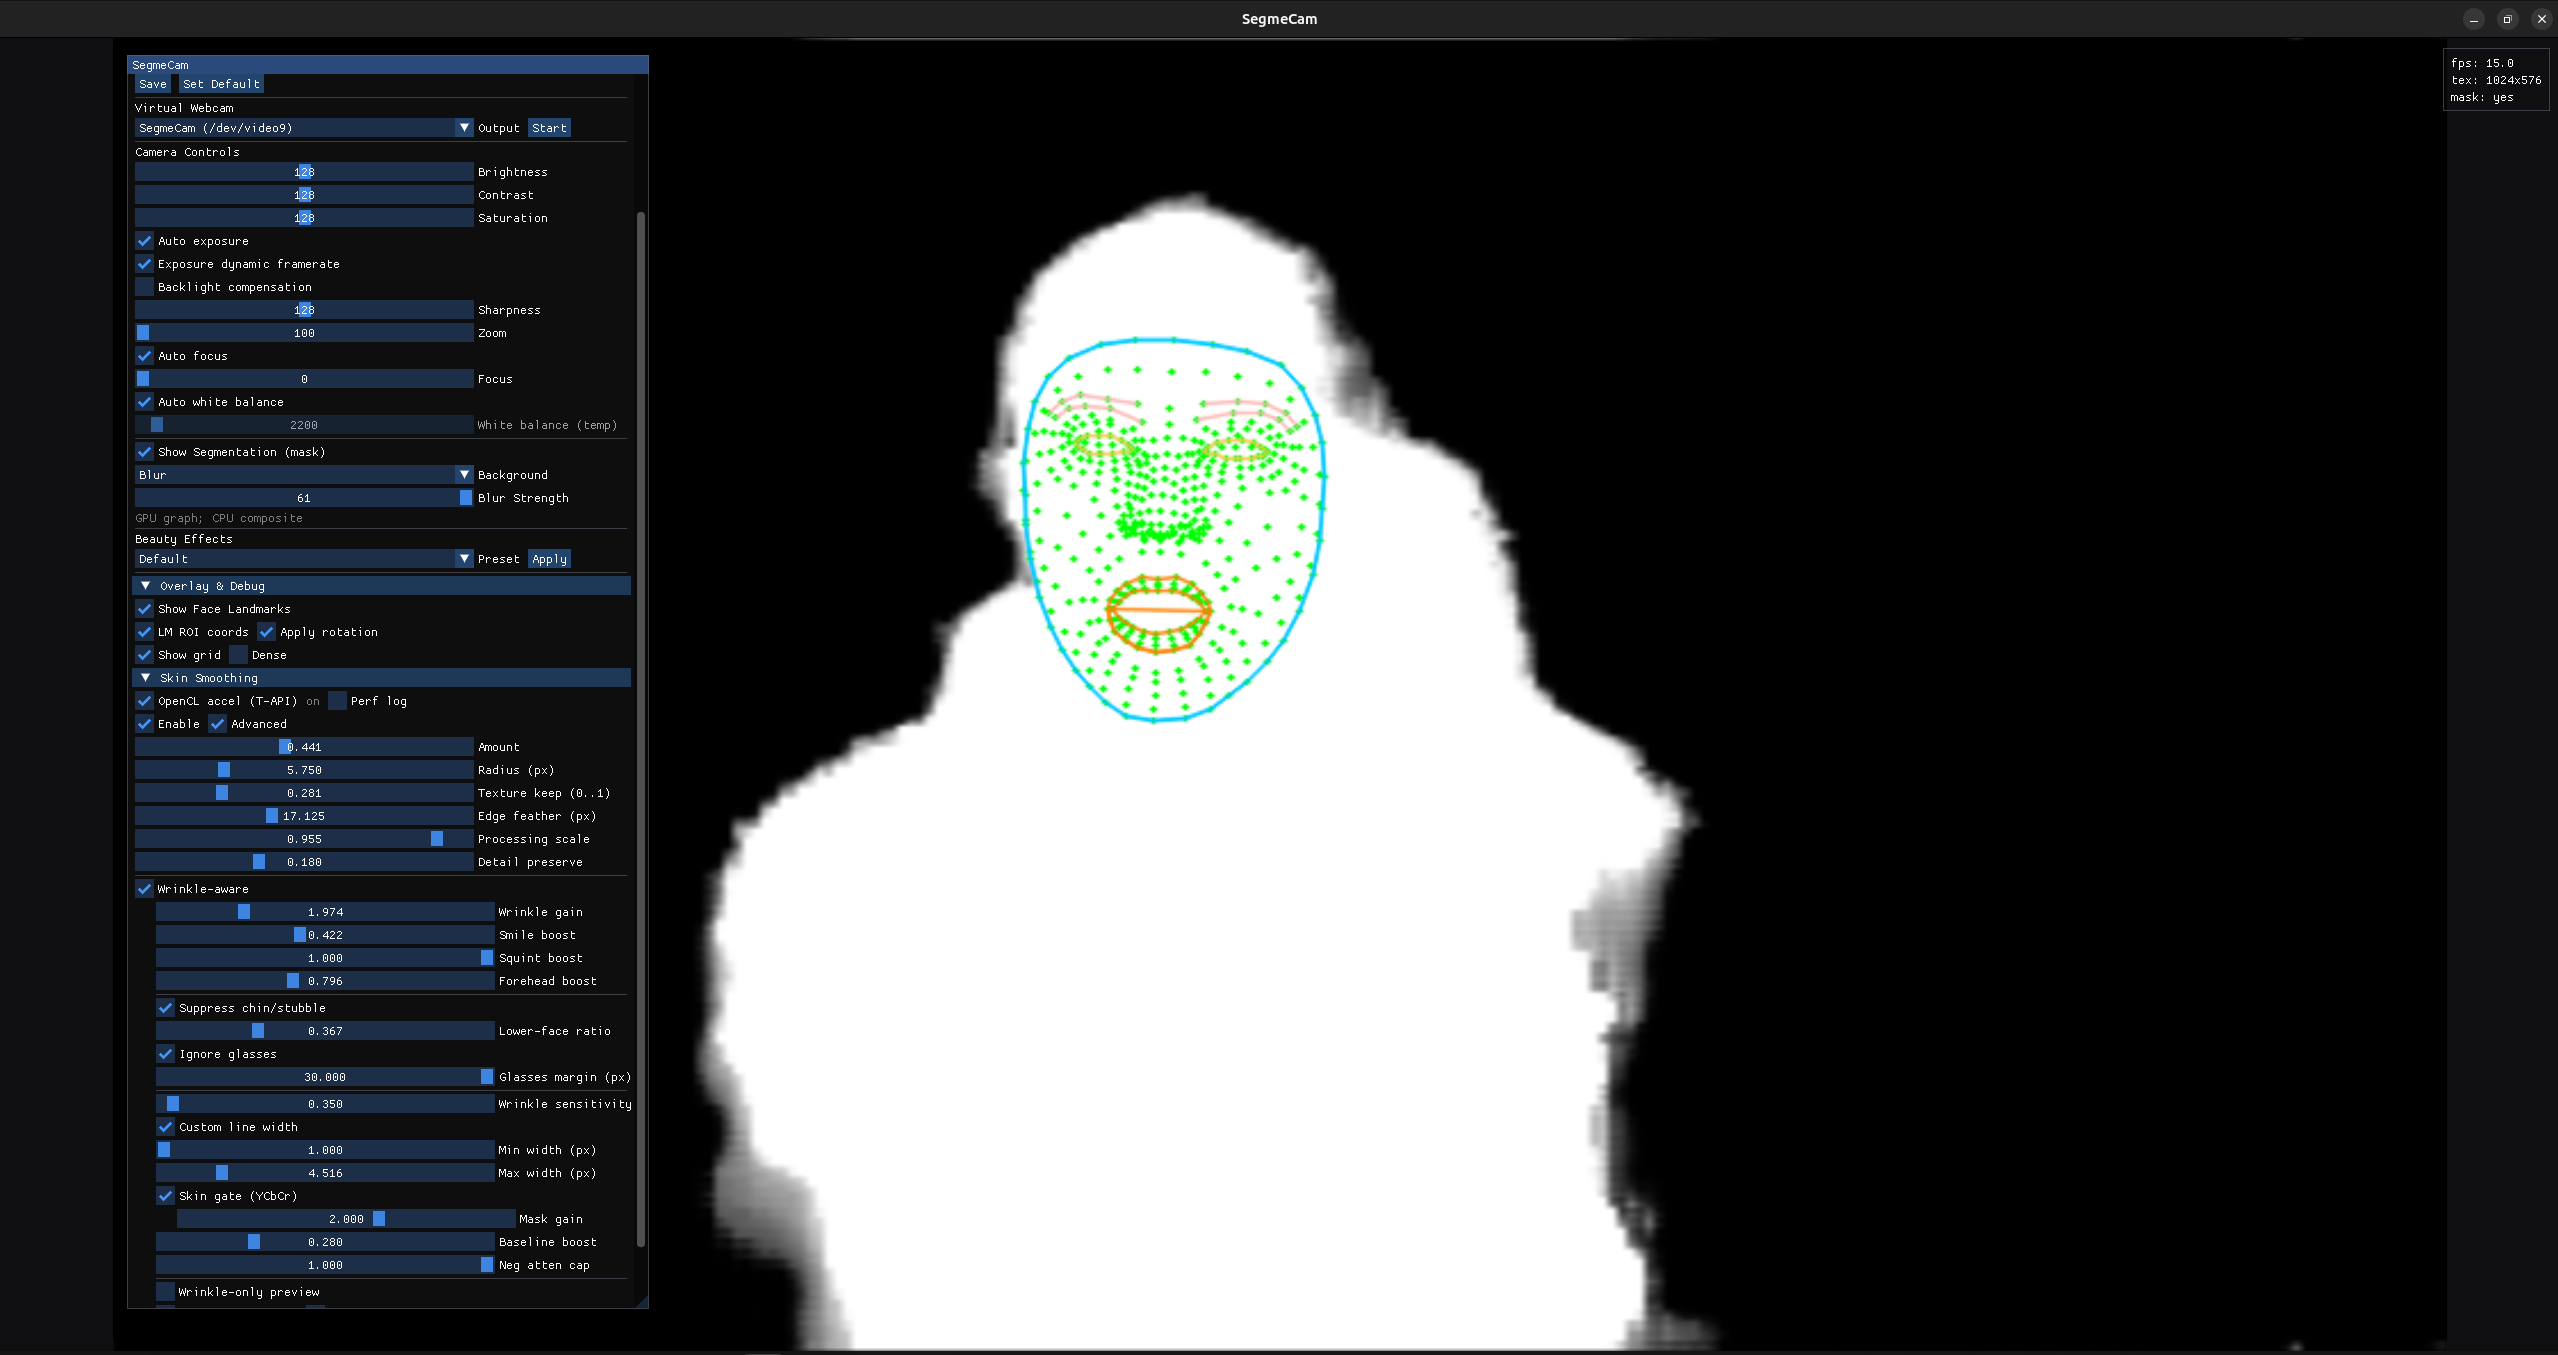 SegmeCam
fps: 15.0
tex: 1024x576
mask: yes
SegmeCam
Save Set Default
Virtual Webcam
SegmeCam (/dev/video9) Output Start
Camera Controls
128 Brightness
128 Contrast
128 Saturation
Auto exposure
Exposure dynamic framerate
Backlight compensation
128 Sharpness
100 Zoom
Auto focus
0 Focus
Auto white balance
2200 White balance (temp)
Show Segmentation (mask)
Blur Background
61 Blur Strength
GPU graph; CPU composite
Beauty Effects
Default Preset Apply
Overlay & Debug
Show Face Landmarks
LM ROI coords Apply rotation
Show grid Dense
Skin Smoothing
OpenCL accel (T-API) on Perf log
Enable Advanced
0.441 Amount
5.750 Radius (px)
0.281 Texture keep (0..1)
17.125 Edge feather (px)
0.955 Processing scale
0.180 Detail preserve
Wrinkle-aware
1.974 Wrinkle gain
0.422 Smile boost
1.000 Squint boost
0.796 Forehead boost
Suppress chin/stubble
0.367 Lower-face ratio
Ignore glasses
30.000 Glasses margin (px)
0.350 Wrinkle sensitivity
Custom line width
1.000 Min width (px)
4.516 Max width (px)
Skin gate (YCbCr)
2.000 Mask gain
0.280 Baseline boost
1.000 Neg atten cap
Wrinkle-only preview